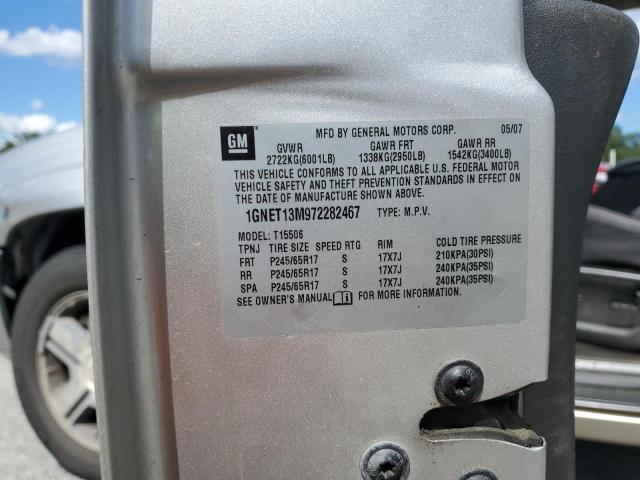 GM
MFD BY GENERAL MOTORS CORP. 05/07
GVWR GAWR FRT GAWR RR
2722KG(6001LB) 1338KG(2950LB) 1542KG(3400LB)
THIS VEHICLE CONFORMS TO ALL APPLICABLE U.S. FEDERAL MOTOR
VEHICLE SAFETY AND THEFT PREVENTION STANDARDS IN EFFECT ON
THE DATE OF MANUFACTURE SHOWN ABOVE.
1GNET13M972282467 TYPE: M.P.V.
MODEL: T15506
TPNJ TIRE SIZE SPEED RTG RIM COLD TIRE PRESSURE
FRT P245/65R17 S 17X7J 210KPA(30PSI)
RR P245/65R17 S 17X7J 240KPA(35PSI)
SPA P245/65R17 S 17X7J 240KPA(35PSI)
SEE OWNER'S MANUAL FOR MORE INFORMATION.